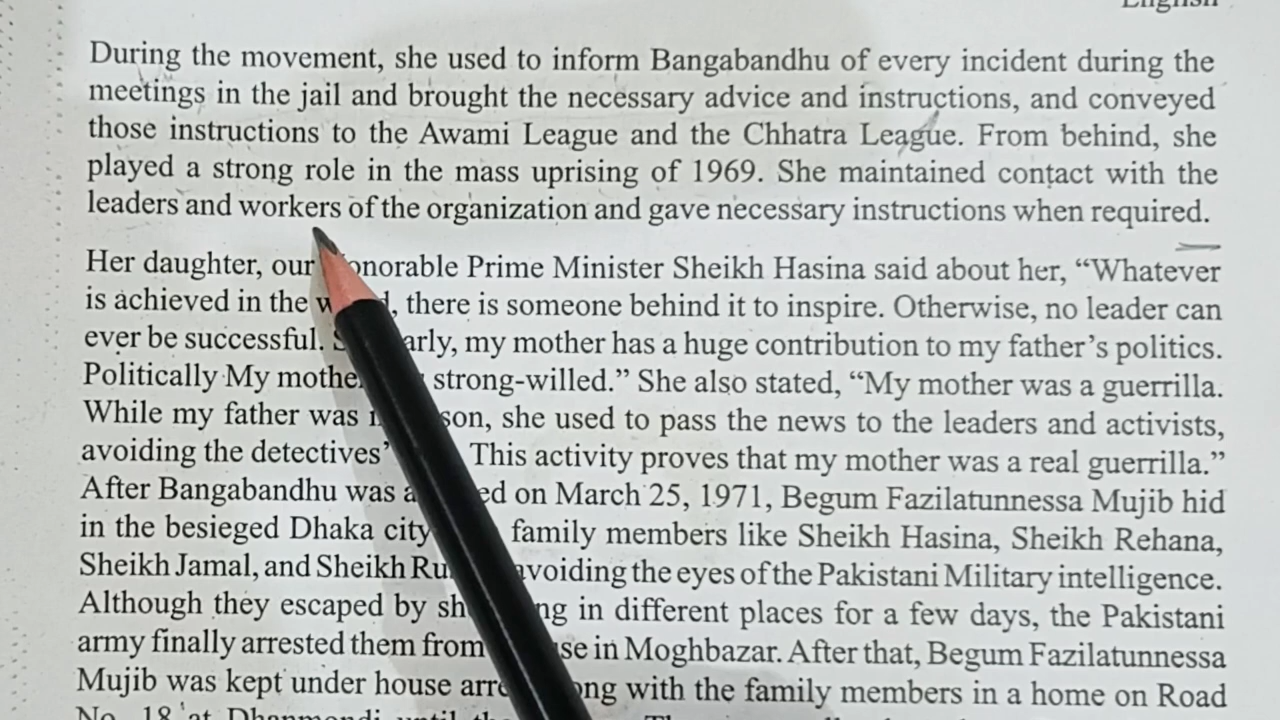 English
During the movement, she used to inform Bangabandhu of every incident during the
meetings in the jail and brought the necessary advice and instructions, and conveyed
those instructions to the Awami League and the Chhatra League. From behind, she
played a strong role in the mass uprising of 1969. She maintained contact with the
leaders and workers of the organization and gave necessary instructions when required.
Her daughter, our onorable Prime Minister Sheikh Hasina said about her, “Whatever
is achieved in the w d, there is someone behind it to inspire. Otherwise, no leader can
ever be successful. S arly, my mother has a huge contribution to my father’s politics.
Politically My mother strong-willed.” She also stated, “My mother was a guerrilla.
While my father was son, she used to pass the news to the leaders and activists,
avoiding the detectives’ This activity proves that my mother was a real guerrilla.”
After Bangabandhu was a ed on March 25, 1971, Begum Fazilatunnessa Mujib hid
in the besieged Dhaka city family members like Sheikh Hasina, Sheikh Rehana,
Sheikh Jamal, and Sheikh Ru avoiding the eyes of the Pakistani Military intelligence.
Although they escaped by sh ng in different places for a few days, the Pakistani
army finally arrested them from se in Moghbazar. After that, Begum Fazilatunnessa
Mujib was kept under house arre ong with the family members in a home on Road
No. 18 at Dhanmondi until